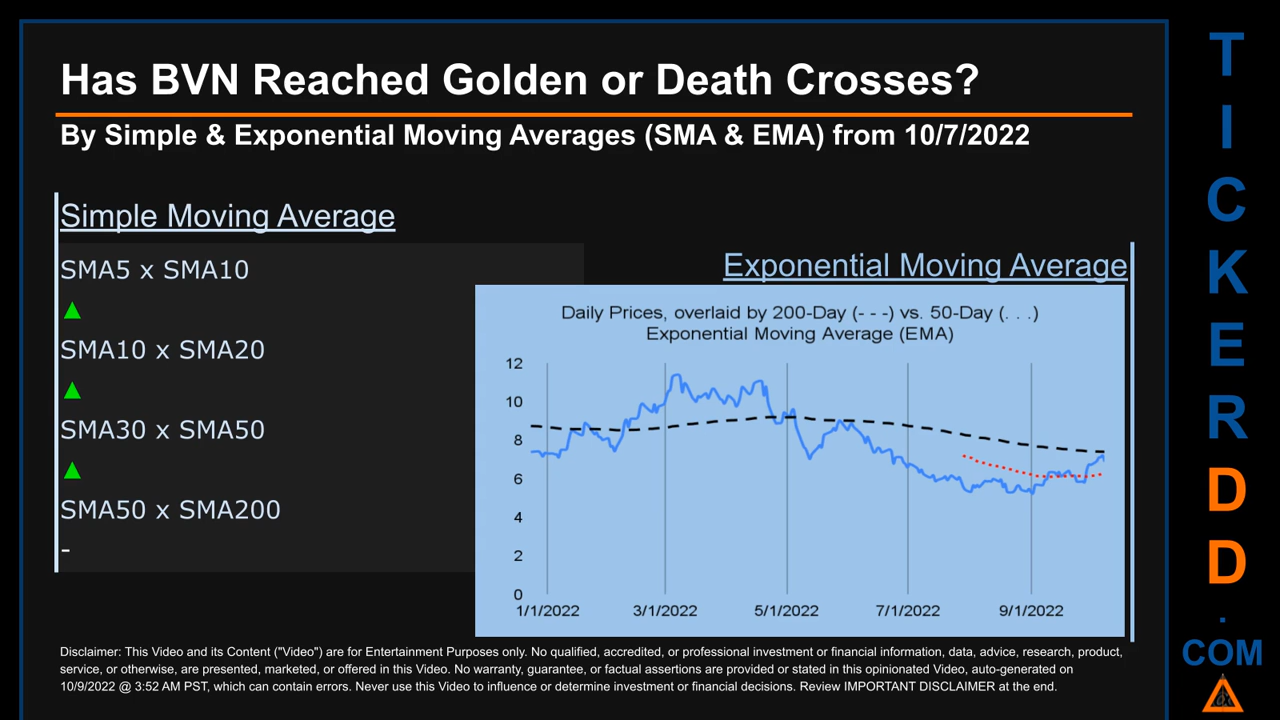 Has BVN Reached Golden or Death Crosses?
By Simple & Exponential Moving Averages (SMA & EMA) from 10/7/2022
Simple Moving Average
SMA5 x SMA10
▲
SMA10 x SMA20
▲
SMA30 x SMA50
▲
SMA50 x SMA200
-
Exponential Moving Average
Daily Prices, overlaid by 200-Day (- - -) vs. 50-Day (. . .)
Exponential Moving Average (EMA)
12
10
8
6
4
2
0
1/1/2022 3/1/2022 5/1/2022 7/1/2022 9/1/2022
Disclaimer: This Video and its Content ("Video") are for Entertainment Purposes only. No qualified, accredited, or professional investment or financial information, data, advice, research, product,
service, or otherwise, are presented, marketed, or offered in this Video. No warranty, guarantee, or factual assertions are provided or stated in this opinionated Video, auto-generated on
10/9/2022 @ 3:52 AM PST, which can contain errors. Never use this Video to influence or determine investment or financial decisions. Review IMPORTANT DISCLAIMER at the end.
T
I
C
K
E
R
D
D
.
COM